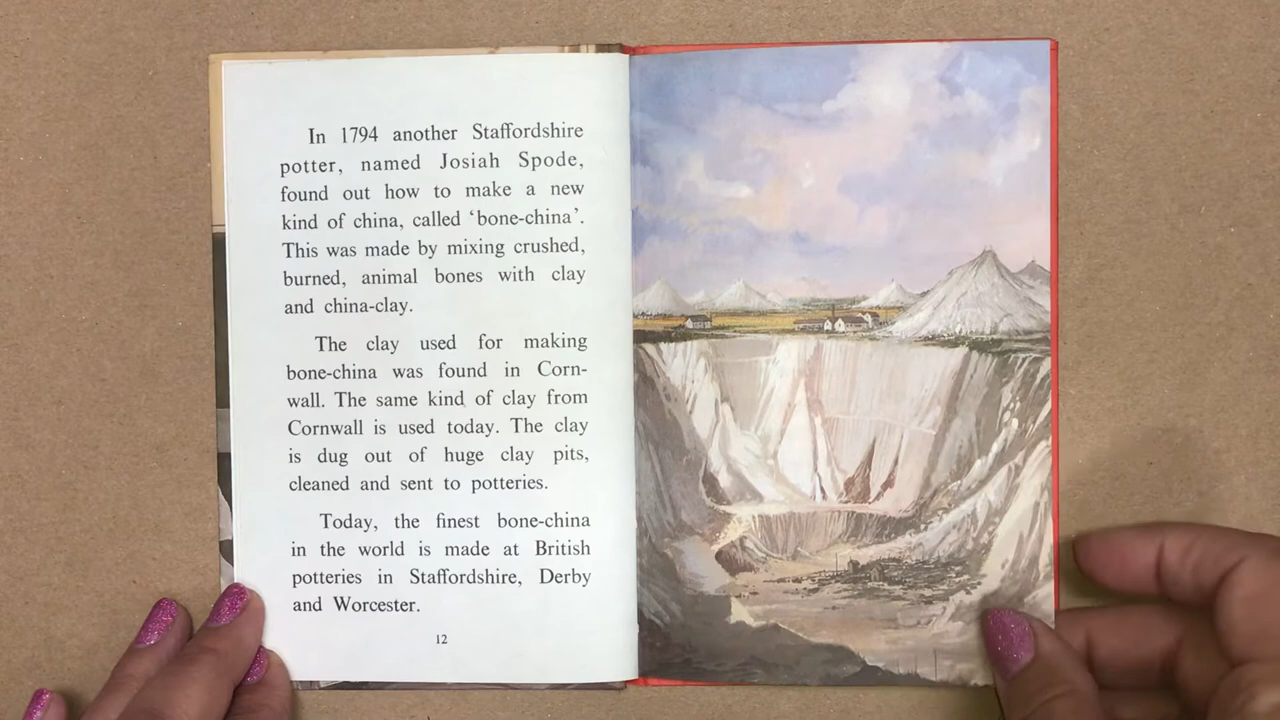 In 1794 another Staffordshire
potter, named Josiah Spode,
found out how to make a new
kind of china, called ‘bone-china’.
This was made by mixing crushed,
burned, animal bones with clay
and china-clay.
The clay used for making
bone-china was found in Corn-
wall. The same kind of clay from
Cornwall is used today. The clay
is dug out of huge clay pits,
cleaned and sent to potteries.
Today, the finest bone-china
in the world is made at British
potteries in Staffordshire, Derby
and Worcester.
12